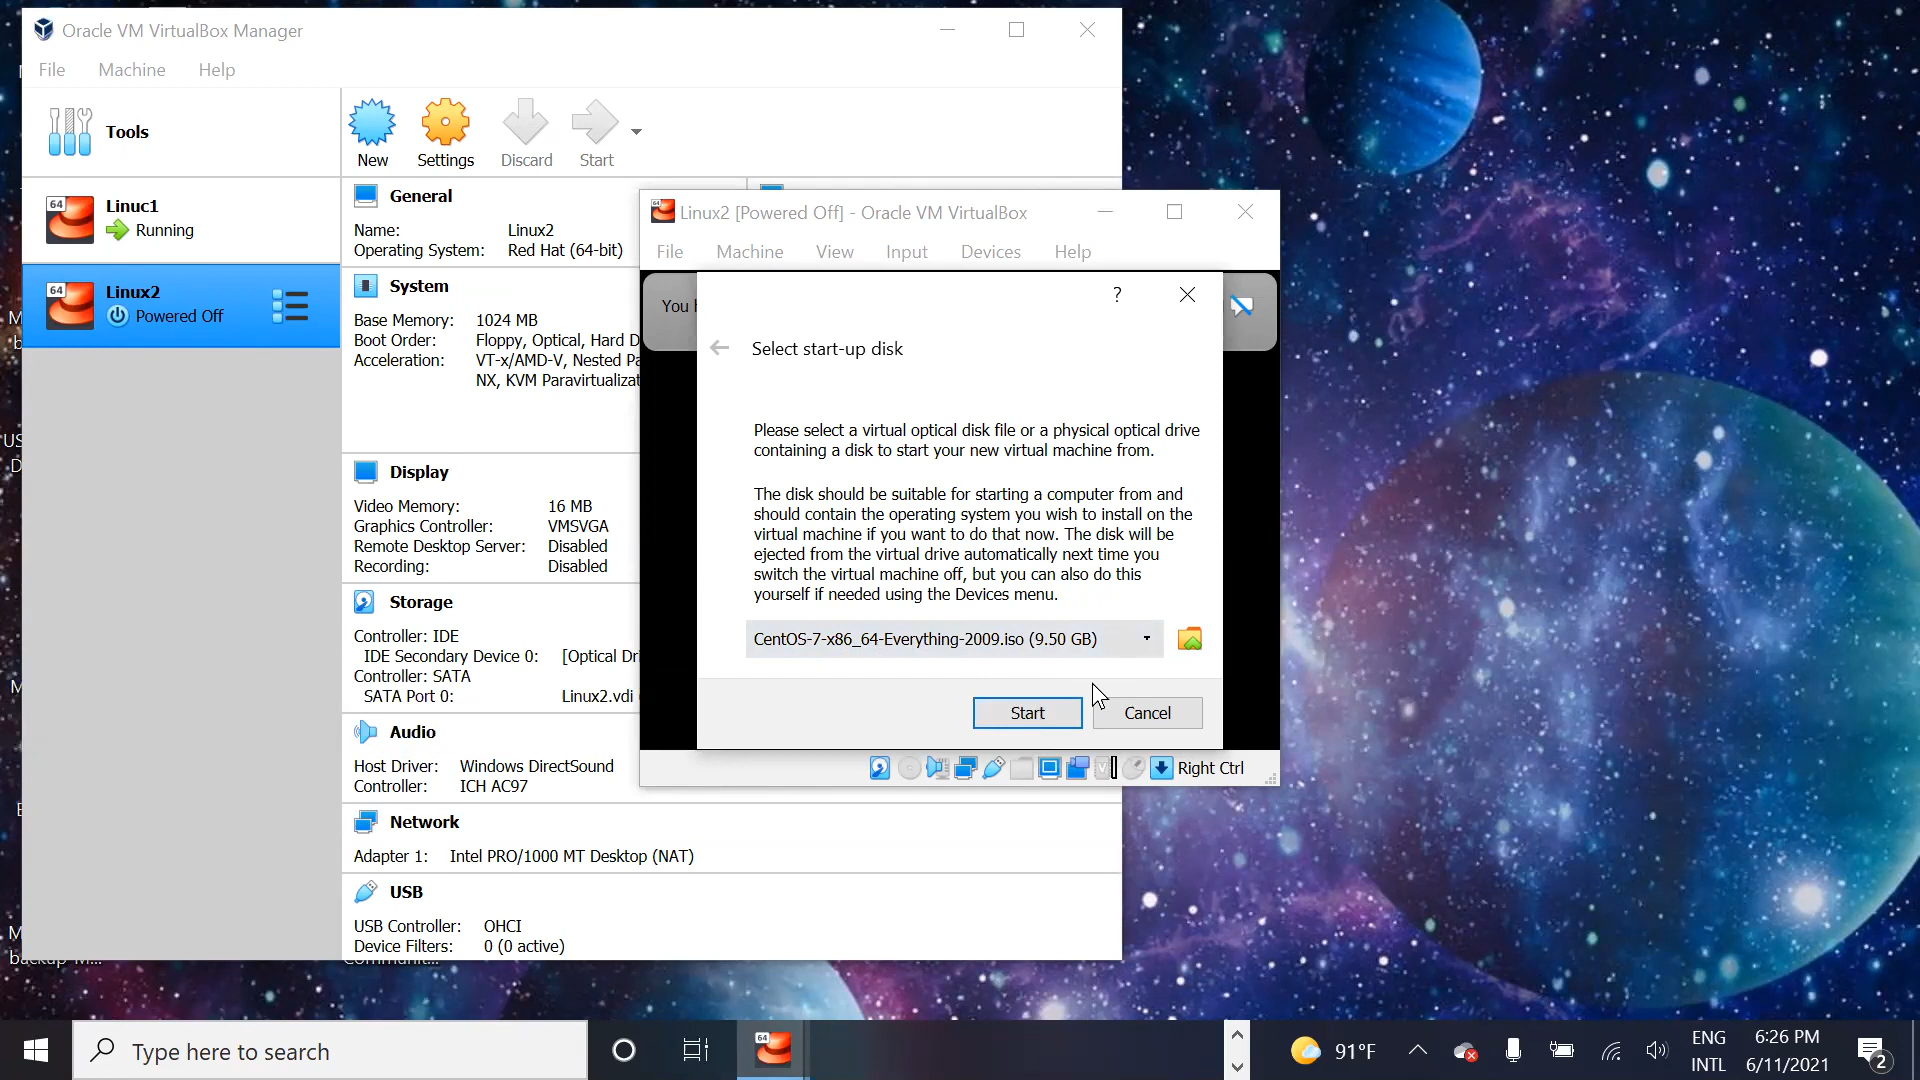 Oracle VM VirtualBox Manager
File Machine Help
Tools
New Settings Discard Start
64
Linuc1
Running
64
Linux2
Powered Off
General
Name: Linux2
Operating System: Red Hat (64-bit)
System
Base Memory: 1024 MB
Boot Order: Floppy, Optical, Hard D
Acceleration: VT-x/AMD-V, Nested Pa
NX, KVM Paravirtualizat
Display
Video Memory: 16 MB
Graphics Controller: VMSVGA
Remote Desktop Server: Disabled
Recording: Disabled
Storage
Controller: IDE
IDE Secondary Device 0: [Optical Dri
Controller: SATA
SATA Port 0: Linux2.vdi
Audio
Host Driver: Windows DirectSound
Controller: ICH AC97
Network
Adapter 1: Intel PRO/1000 MT Desktop (NAT)
USB
USB Controller: OHCI
Device Filters: 0 (0 active)
Linux2 [Powered Off] - Oracle VM VirtualBox
File Machine View Input Devices Help
You
?
Select start-up disk
Please select a virtual optical disk file or a physical optical drive
containing a disk to start your new virtual machine from.
The disk should be suitable for starting a computer from and
should contain the operating system you wish to install on the
virtual machine if you want to do that now. The disk will be
ejected from the virtual drive automatically next time you
switch the virtual machine off, but you can also do this
yourself if needed using the Devices menu.
CentOS-7-x86_64-Everything-2009.iso (9.50 GB)
Start Cancel
Right Ctrl
Type here to search
64
91°F
ENG
INTL
6:26 PM
6/11/2021
2